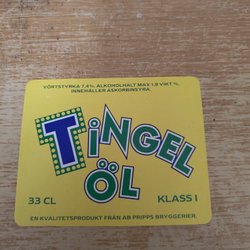 VÖRTSTYRKA 7,4%. ALKOHOLHALT MAX 1,8 VIKT %.
INNEHÅLLER ASKORBINSYRA.
TINGEL
ÖL
33 CL KLASS I
EN KVALITETSPRODUKT FRÅN AB PRIPPS BRYGGERIER.